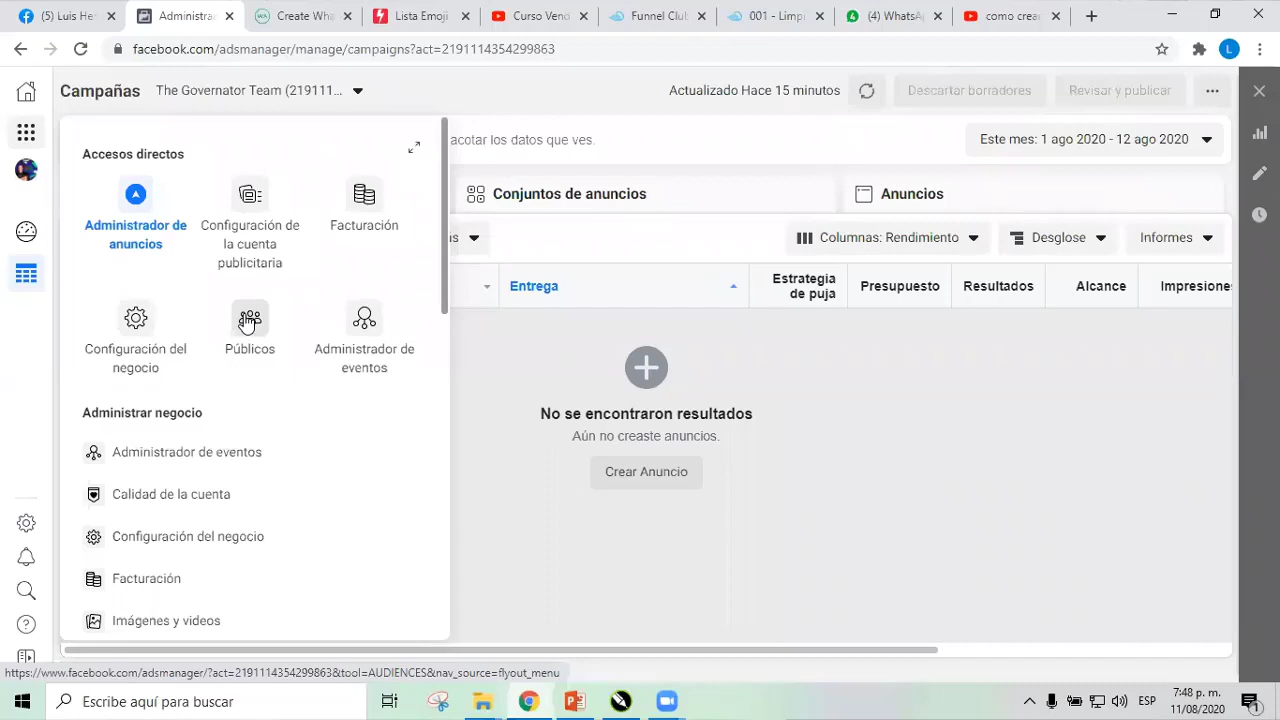 (4) Luis Her
Administrar
Create Wha
Lista Emoji
Curso Vend
Funnel Club
001 - Limp
(4) WhatsA
como crea
facebook.com/adsmanager/manage/campaigns?act=2191114354299863
L
Campañas
The Governator Team (219111...
Actualizado Hace 15 minutos
Descartar borradores
Revisar y publicar
Accesos directos
acotar los datos que ves.
Este mes: 1 ago 2020 - 12 ago 2020
Administrador de
anuncios
Configuración de
la cuenta
publicitaria
Facturación
Conjuntos de anuncios
Anuncios
as
Columnas: Rendimiento
Desglose
Informes
Entrega
Estrategia
de puja
Presupuesto
Resultados
Alcance
Impresione
Configuración del
negocio
Públicos
Administrador de
eventos
No se encontraron resultados
Aún no creaste anuncios.
Crear Anuncio
Administrar negocio
Administrador de eventos
Calidad de la cuenta
Configuración del negocio
Facturación
Imágenes y videos
https://www.facebook.com/adsmanager/?act=2191114354299863&tool=AUDIENCES&nav_source=flyout_menu
Escribe aquí para buscar
ESP
7:48 p. m.
11/08/2020
1